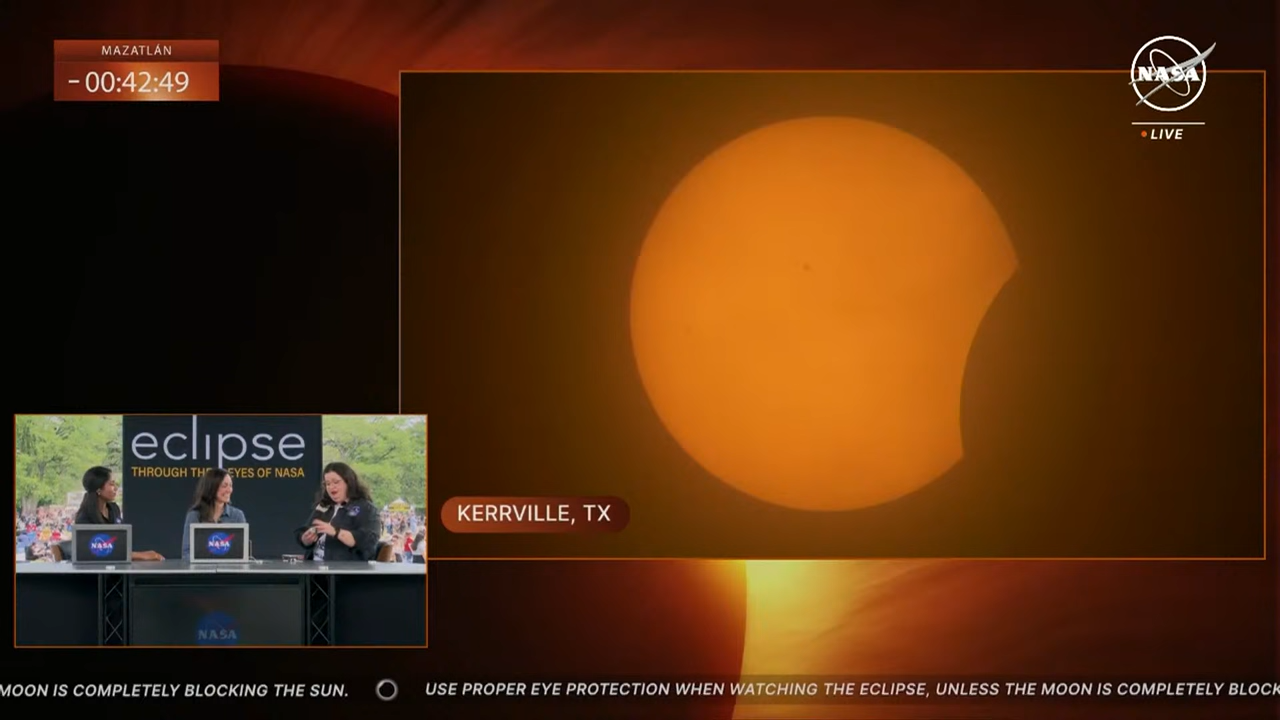 MAZATLÁN
-00:42:49
NASA
LIVE
eclipse
THROUGH THE EYES OF NASA
NASA
NASA
NASA
KERRVILLE, TX
MOON IS COMPLETELY BLOCKING THE SUN.
USE PROPER EYE PROTECTION WHEN WATCHING THE ECLIPSE, UNLESS THE MOON IS COMPLETELY BLOCK